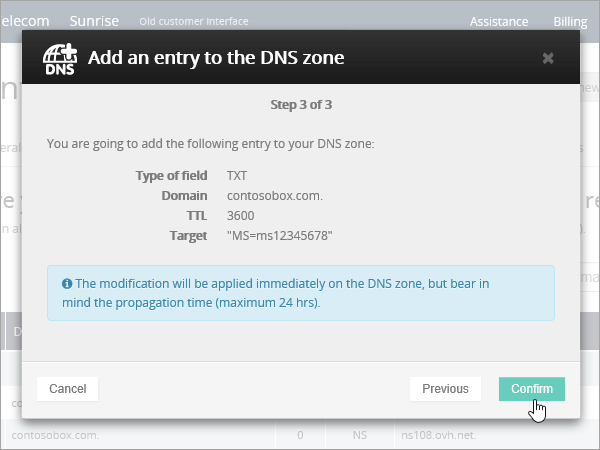 elecom Sunrise Old customer interface Assistance Billing
DNS
Add an entry to the DNS zone
Step 3 of 3
You are going to add the following entry to your DNS zone:
Type of field TXT
Domain contosobox.com.
TTL 3600
Target "MS=ms12345678"
The modification will be applied immediately on the DNS zone, but bear in
mind the propagation time (maximum 24 hrs).
Cancel Previous Confirm
contosobox.com. 0 NS ns108.ovh.net.